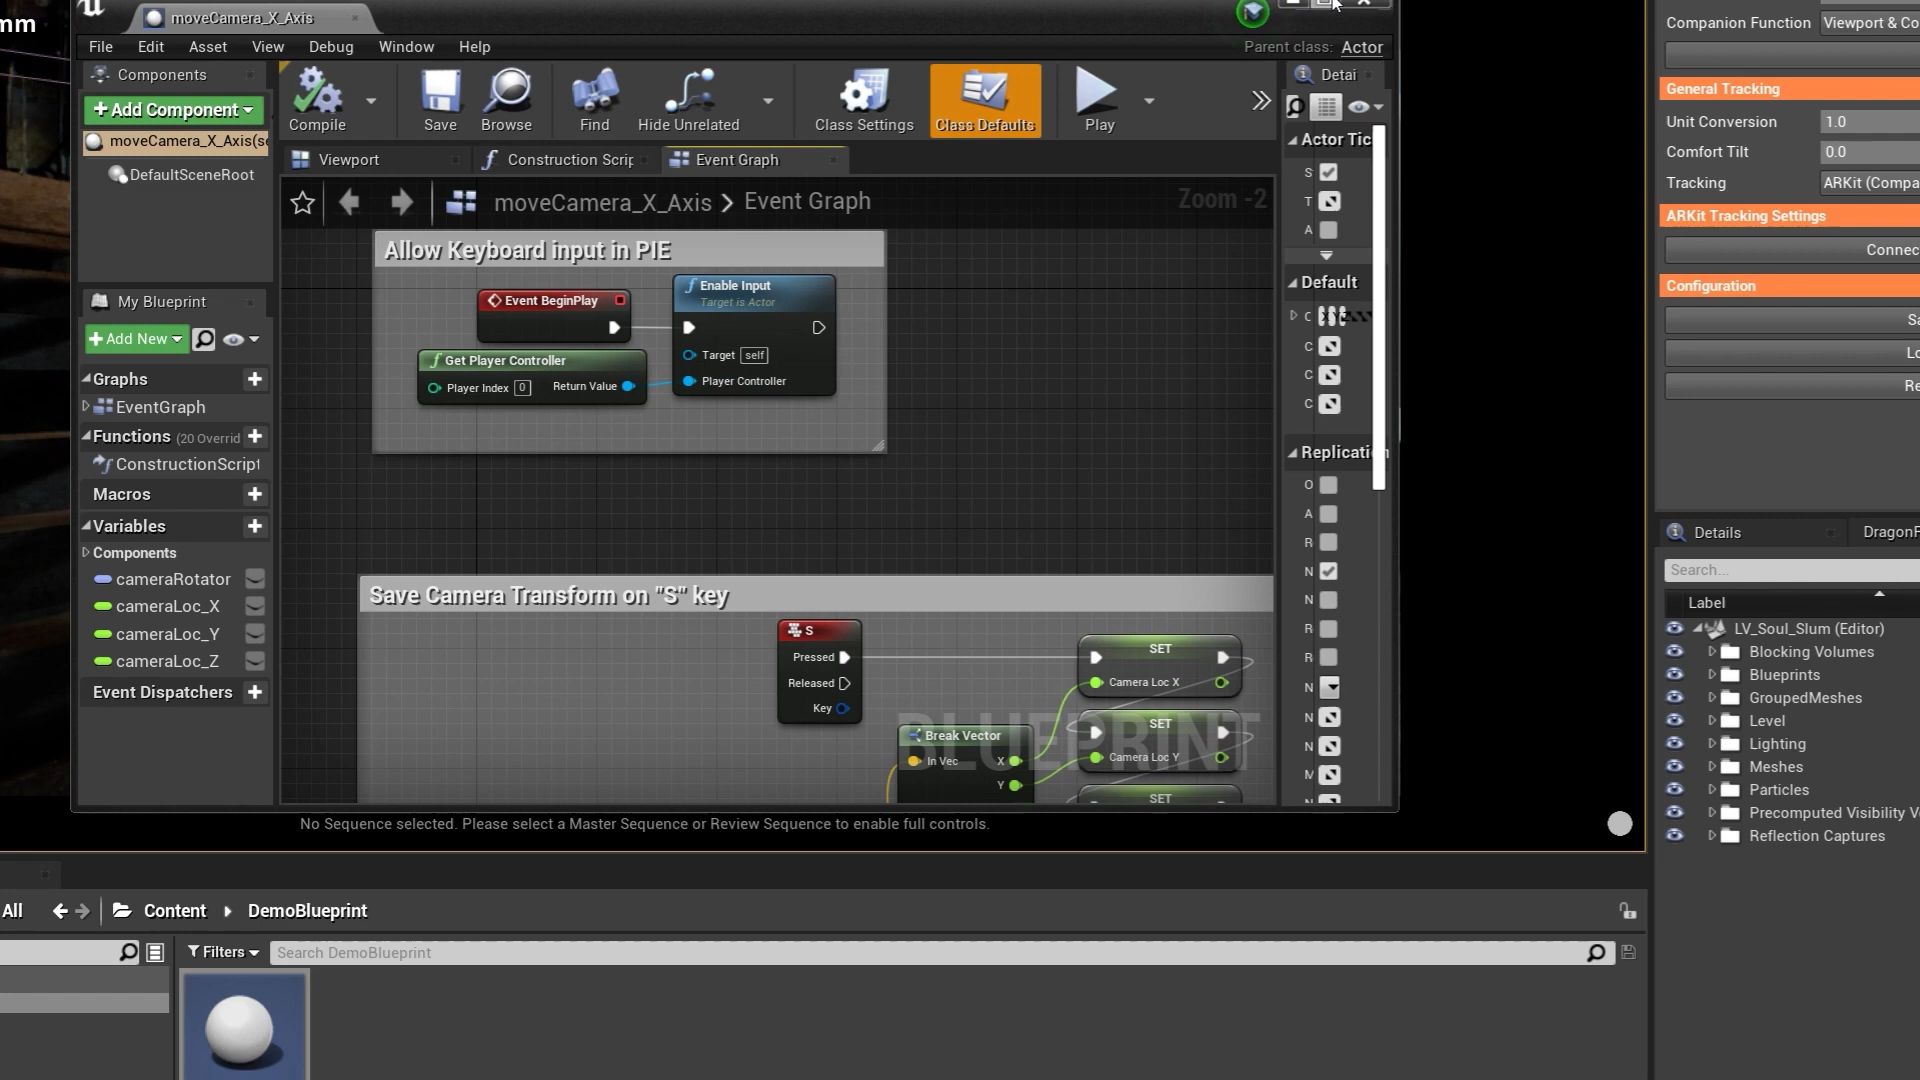 mm
moveCamera_X_Axis
File Edit Asset View Debug Window Help
Parent class: Actor
Components
Add Component
moveCamera_X_Axis(se
DefaultSceneRoot
Compile Save Browse Find Hide Unrelated Class Settings Class Defaults Play
Viewport
Construction Scrip
Event Graph
moveCamera_X_Axis > Event Graph
Zoom -2
Allow Keyboard input in PIE
Event BeginPlay
Enable Input
Target is Actor
Target self
Player Controller
Get Player Controller
Player Index 0 Return Value
Save Camera Transform on "S" key
S
Pressed
Released
Key
SET
Camera Loc X
SET
Camera Loc Y
SET
Break Vector
In Vec X
Y
BLUEPRINT
My Blueprint
Add New
Graphs
EventGraph
Functions (20 Overrid
ConstructionScript
Macros
Variables
Components
cameraRotator
cameraLoc_X
cameraLoc_Y
cameraLoc_Z
Event Dispatchers
Detai
Actor Tic
S
T
A
Default
C
C
C
C
Replication
O
A
R
N
N
R
R
N
N
N
M
No Sequence selected. Please select a Master Sequence or Review Sequence to enable full controls.
Companion Function Viewport & Co
General Tracking
Unit Conversion 1.0
Comfort Tilt 0.0
Tracking ARKit (Compa
ARKit Tracking Settings
Connec
Configuration
Sa
Lo
Re
Details
DragonF
Search...
Label
LV_Soul_Slum (Editor)
Blocking Volumes
Blueprints
GroupedMeshes
Level
Lighting
Meshes
Particles
Precomputed Visibility V
Reflection Captures
All
Content DemoBlueprint
Filters
Search DemoBlueprint